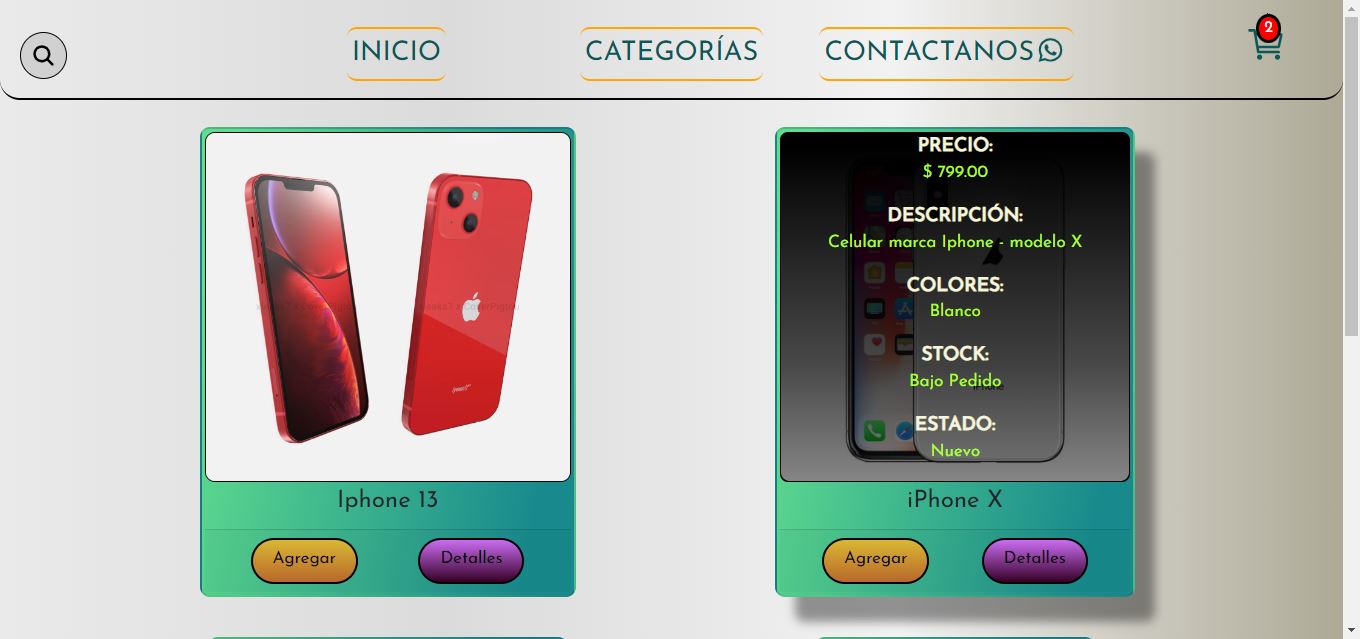 INICIO
CATEGORÍAS
CONTACTANOS
2
Iphone 13
Agregar
Detalles
PRECIO:
$ 799.00
DESCRIPCIÓN:
Celular marca Iphone - modelo X
COLORES:
Blanco
STOCK:
Bajo Pedido
ESTADO:
Nuevo
iPhone X
Agregar
Detalles